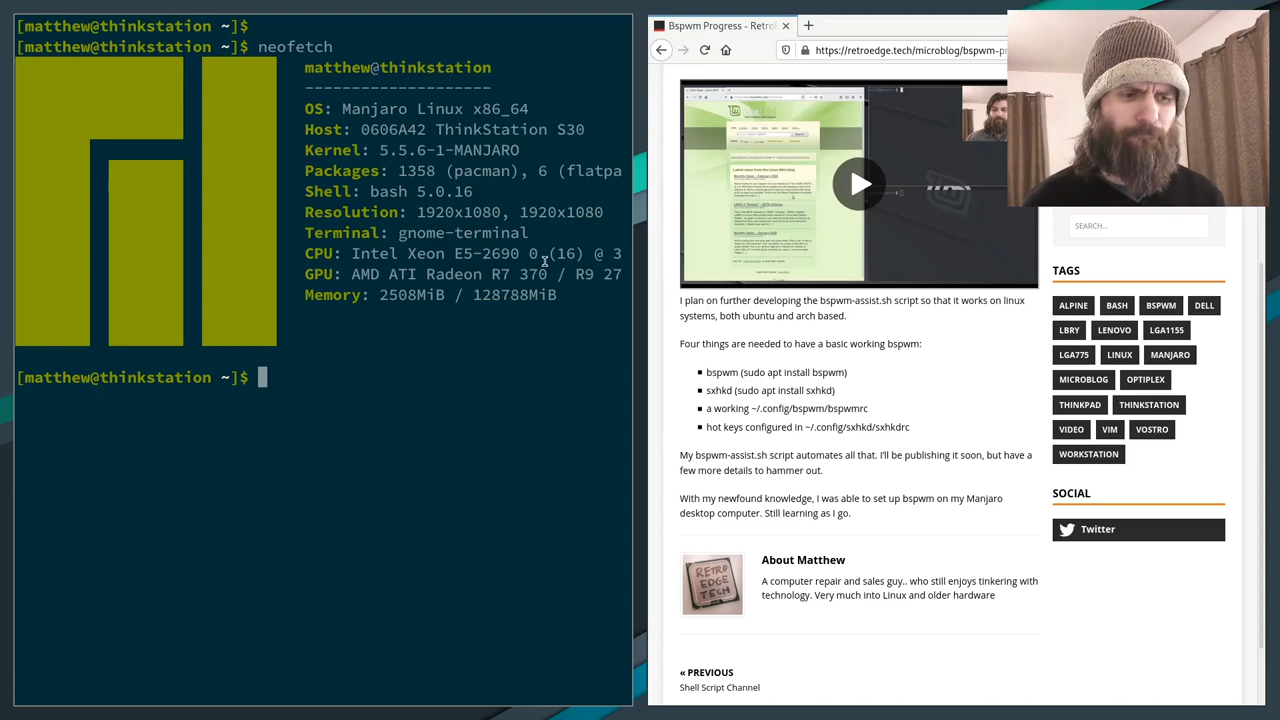 [matthew@thinkstation ~]$
[matthew@thinkstation ~]$ neofetch
matthew@thinkstation
--------------------
OS: Manjaro Linux x86_64
Host: 0606A42 ThinkStation S30
Kernel: 5.5.6-1-MANJARO
Packages: 1358 (pacman), 6 (flatpa
Shell: bash 5.0.16
Resolution: 1920x1080, 1920x1080
Terminal: gnome-terminal
CPU: Intel Xeon E5-2690 0 (16) @ 3
GPU: AMD ATI Radeon R7 370 / R9 27
Memory: 2508MiB / 128788MiB
[matthew@thinkstation ~]$
Bspwm Progress - Retro
https://retroedge.tech/microblog/bspwm-p
I plan on further developing the bspwm-assist.sh script so that it works on linux
systems, both ubuntu and arch based.
Four things are needed to have a basic working bspwm:
bspwm (sudo apt install bspwm)
sxhkd (sudo apt install sxhkd)
a working ~/.config/bspwm/bspwmrc
hot keys configured in ~/.config/sxhkd/sxhkdrc
My bspwm-assist.sh script automates all that. I'll be publishing it soon, but have a
few more details to hammer out.
With my newfound knowledge, I was able to set up bspwm on my Manjaro
desktop computer. Still learning as I go.
RETRO
EDGE
TECH
About Matthew
A computer repair and sales guy.. who still enjoys tinkering with
technology. Very much into Linux and older hardware
« PREVIOUS
Shell Script Channel
SEARCH...
TAGS
ALPINE BASH BSPWM DELL
LBRY LENOVO LGA1155
LGA775 LINUX MANJARO
MICROBLOG OPTIPLEX
THINKPAD THINKSTATION
VIDEO VIM VOSTRO
WORKSTATION
SOCIAL
Twitter